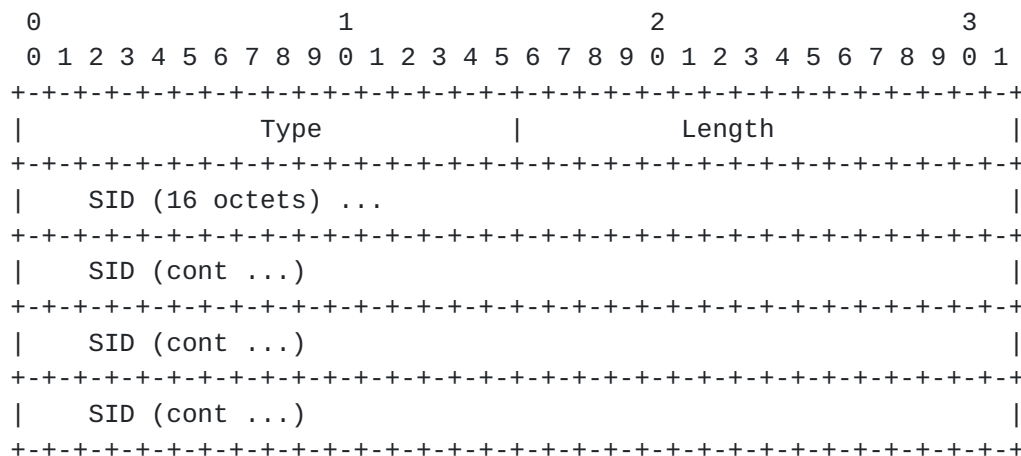 0                   1                   2                   3
 0 1 2 3 4 5 6 7 8 9 0 1 2 3 4 5 6 7 8 9 0 1 2 3 4 5 6 7 8 9 0 1
+-+-+-+-+-+-+-+-+-+-+-+-+-+-+-+-+-+-+-+-+-+-+-+-+-+-+-+-+-+-+-+-+
|               Type            |          Length               |
+-+-+-+-+-+-+-+-+-+-+-+-+-+-+-+-+-+-+-+-+-+-+-+-+-+-+-+-+-+-+-+-+
|    SID (16 octets) ...                                        |
+-+-+-+-+-+-+-+-+-+-+-+-+-+-+-+-+-+-+-+-+-+-+-+-+-+-+-+-+-+-+-+-+
|    SID (cont ...)                                             |
+-+-+-+-+-+-+-+-+-+-+-+-+-+-+-+-+-+-+-+-+-+-+-+-+-+-+-+-+-+-+-+-+
|    SID (cont ...)                                             |
+-+-+-+-+-+-+-+-+-+-+-+-+-+-+-+-+-+-+-+-+-+-+-+-+-+-+-+-+-+-+-+-+
|    SID (cont ...)                                             |
+-+-+-+-+-+-+-+-+-+-+-+-+-+-+-+-+-+-+-+-+-+-+-+-+-+-+-+-+-+-+-+-+